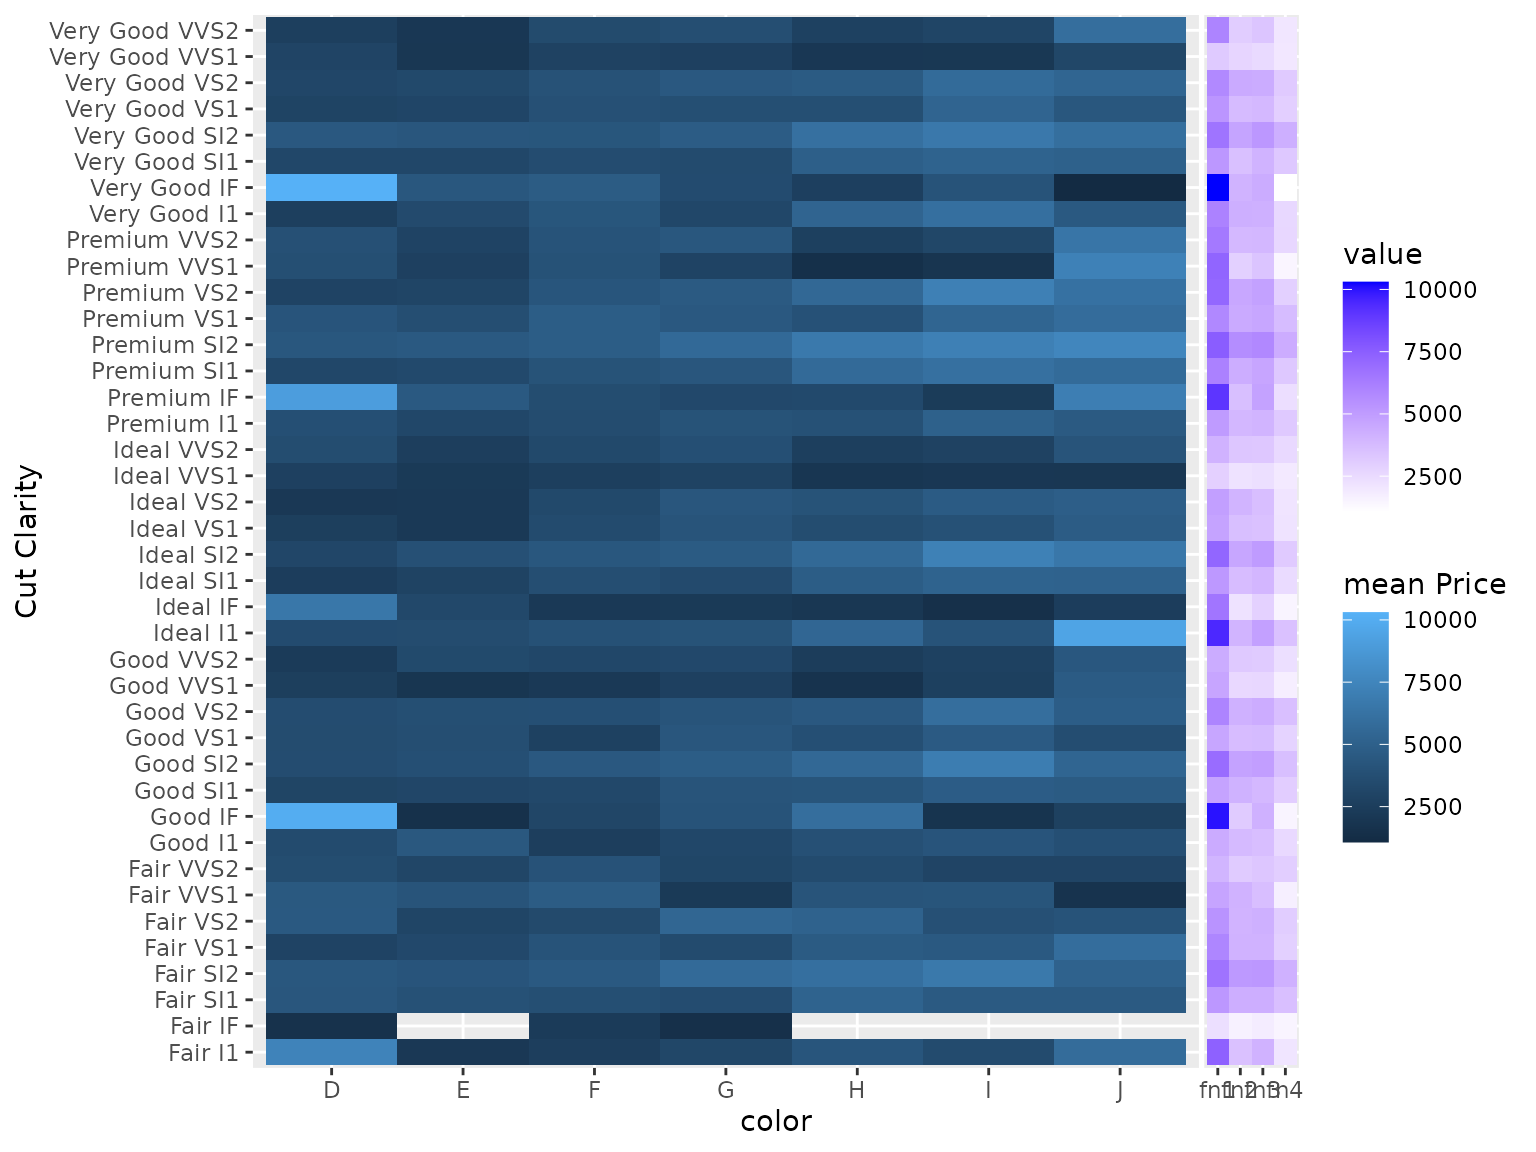 Cut Clarity
Very Good VVS2
Very Good VVS1
Very Good VS2
Very Good VS1
Very Good SI2
Very Good SI1
Very Good IF
Very Good I1
Premium VVS2
Premium VVS1
Premium VS2
Premium VS1
Premium SI2
Premium SI1
Premium IF
Premium I1
Ideal VVS2
Ideal VVS1
Ideal VS2
Ideal VS1
Ideal SI2
Ideal SI1
Ideal IF
Ideal I1
Good VVS2
Good VVS1
Good VS2
Good VS1
Good SI2
Good SI1
Good IF
Good I1
Fair VVS2
Fair VVS1
Fair VS2
Fair VS1
Fair SI2
Fair SI1
Fair IF
Fair I1
D E F G H I J
fn1 fn2 fn3 fn4
color
value
10000
7500
5000
2500
mean Price
10000
7500
5000
2500